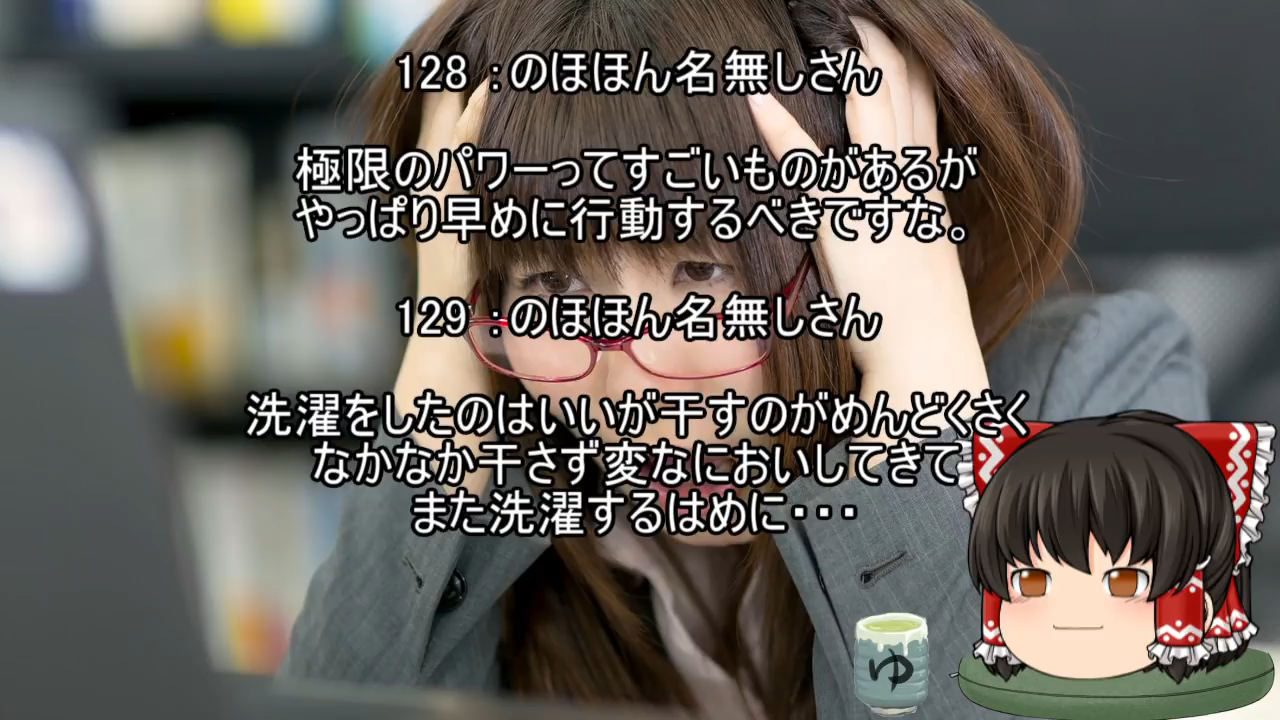 128 :のほほん名無しさん
極限のパワーってすごいものがあるが
やっぱり早めに行動するべきですな。
129 :のほほん名無しさん
洗濯をしたのはいいが干すのがめんどくさく
なかなか干さず変なにおいしてきて
また洗濯するはめに・・・
ゆ